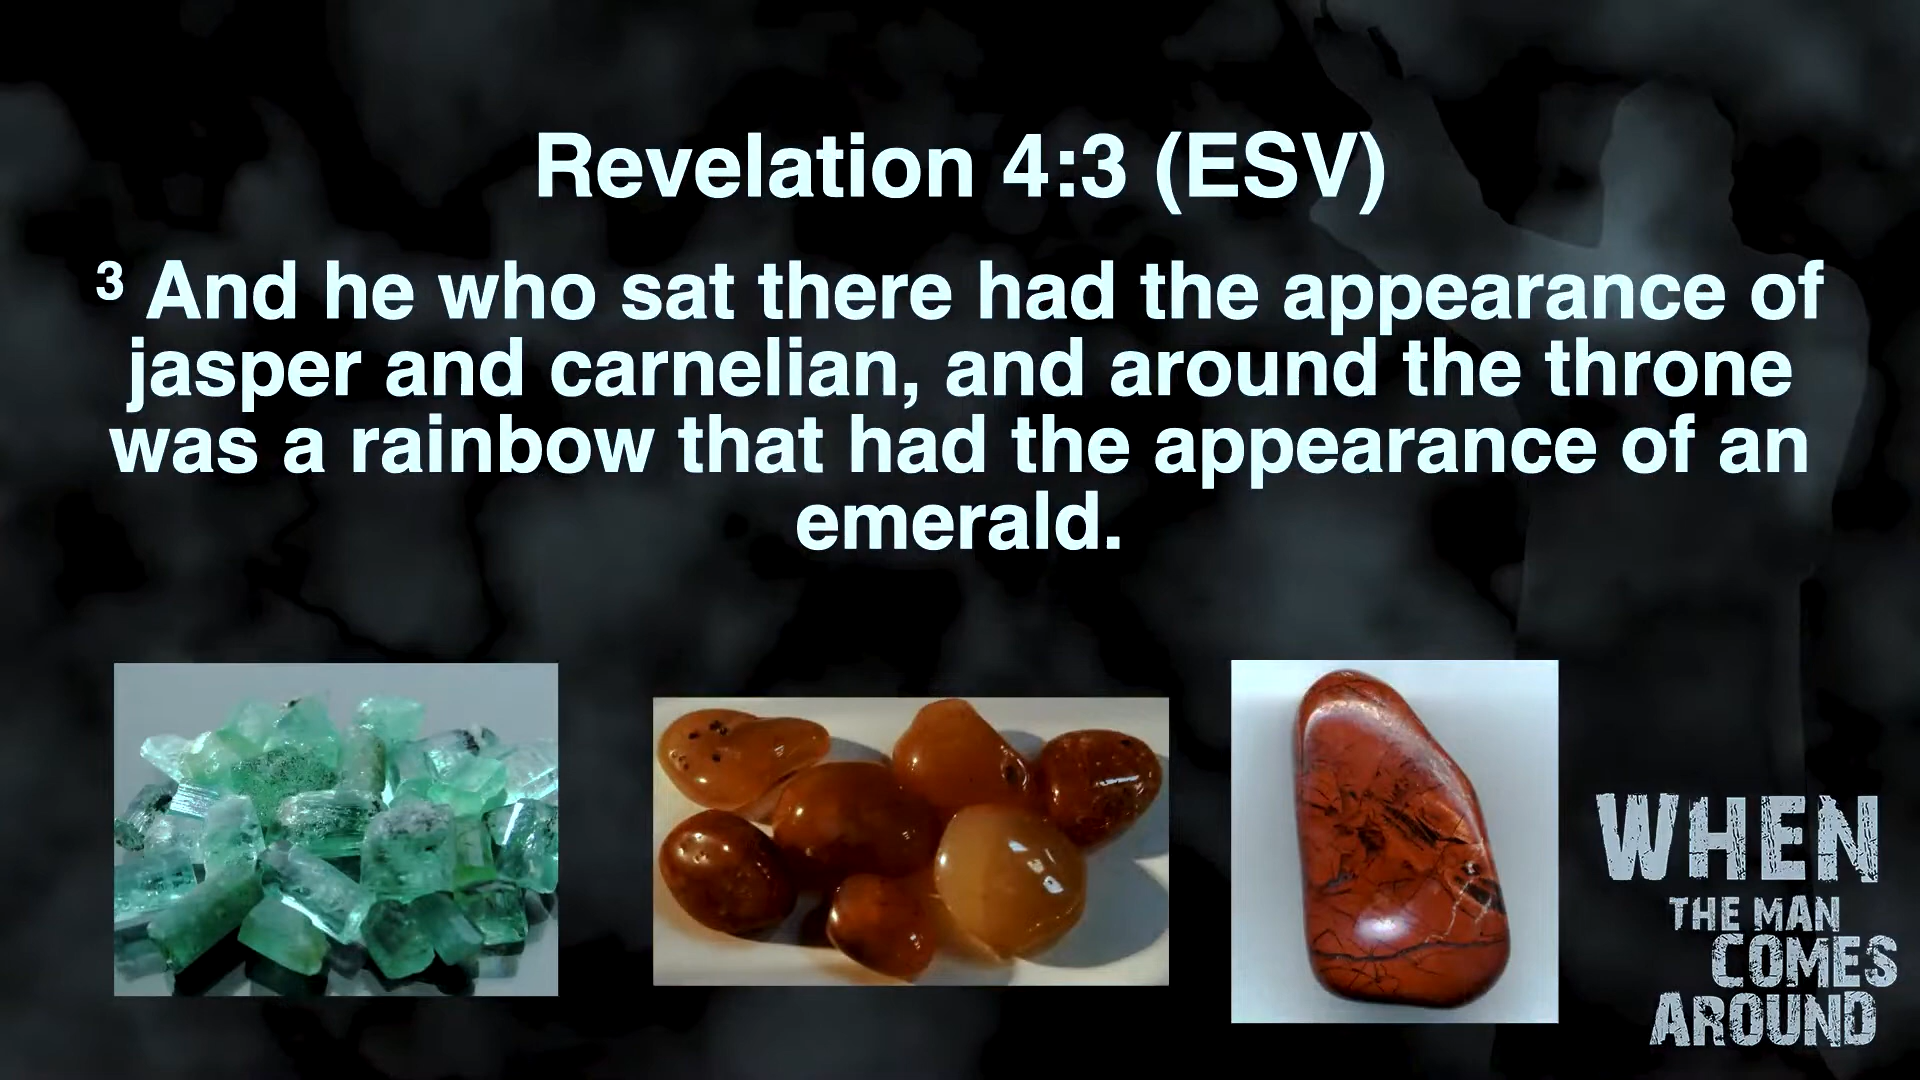 Revelation 4:3 (ESV)
³ And he who sat there had the appearance of
jasper and carnelian, and around the throne
was a rainbow that had the appearance of an
emerald.
WHEN
THE MAN
COMES
AROUND